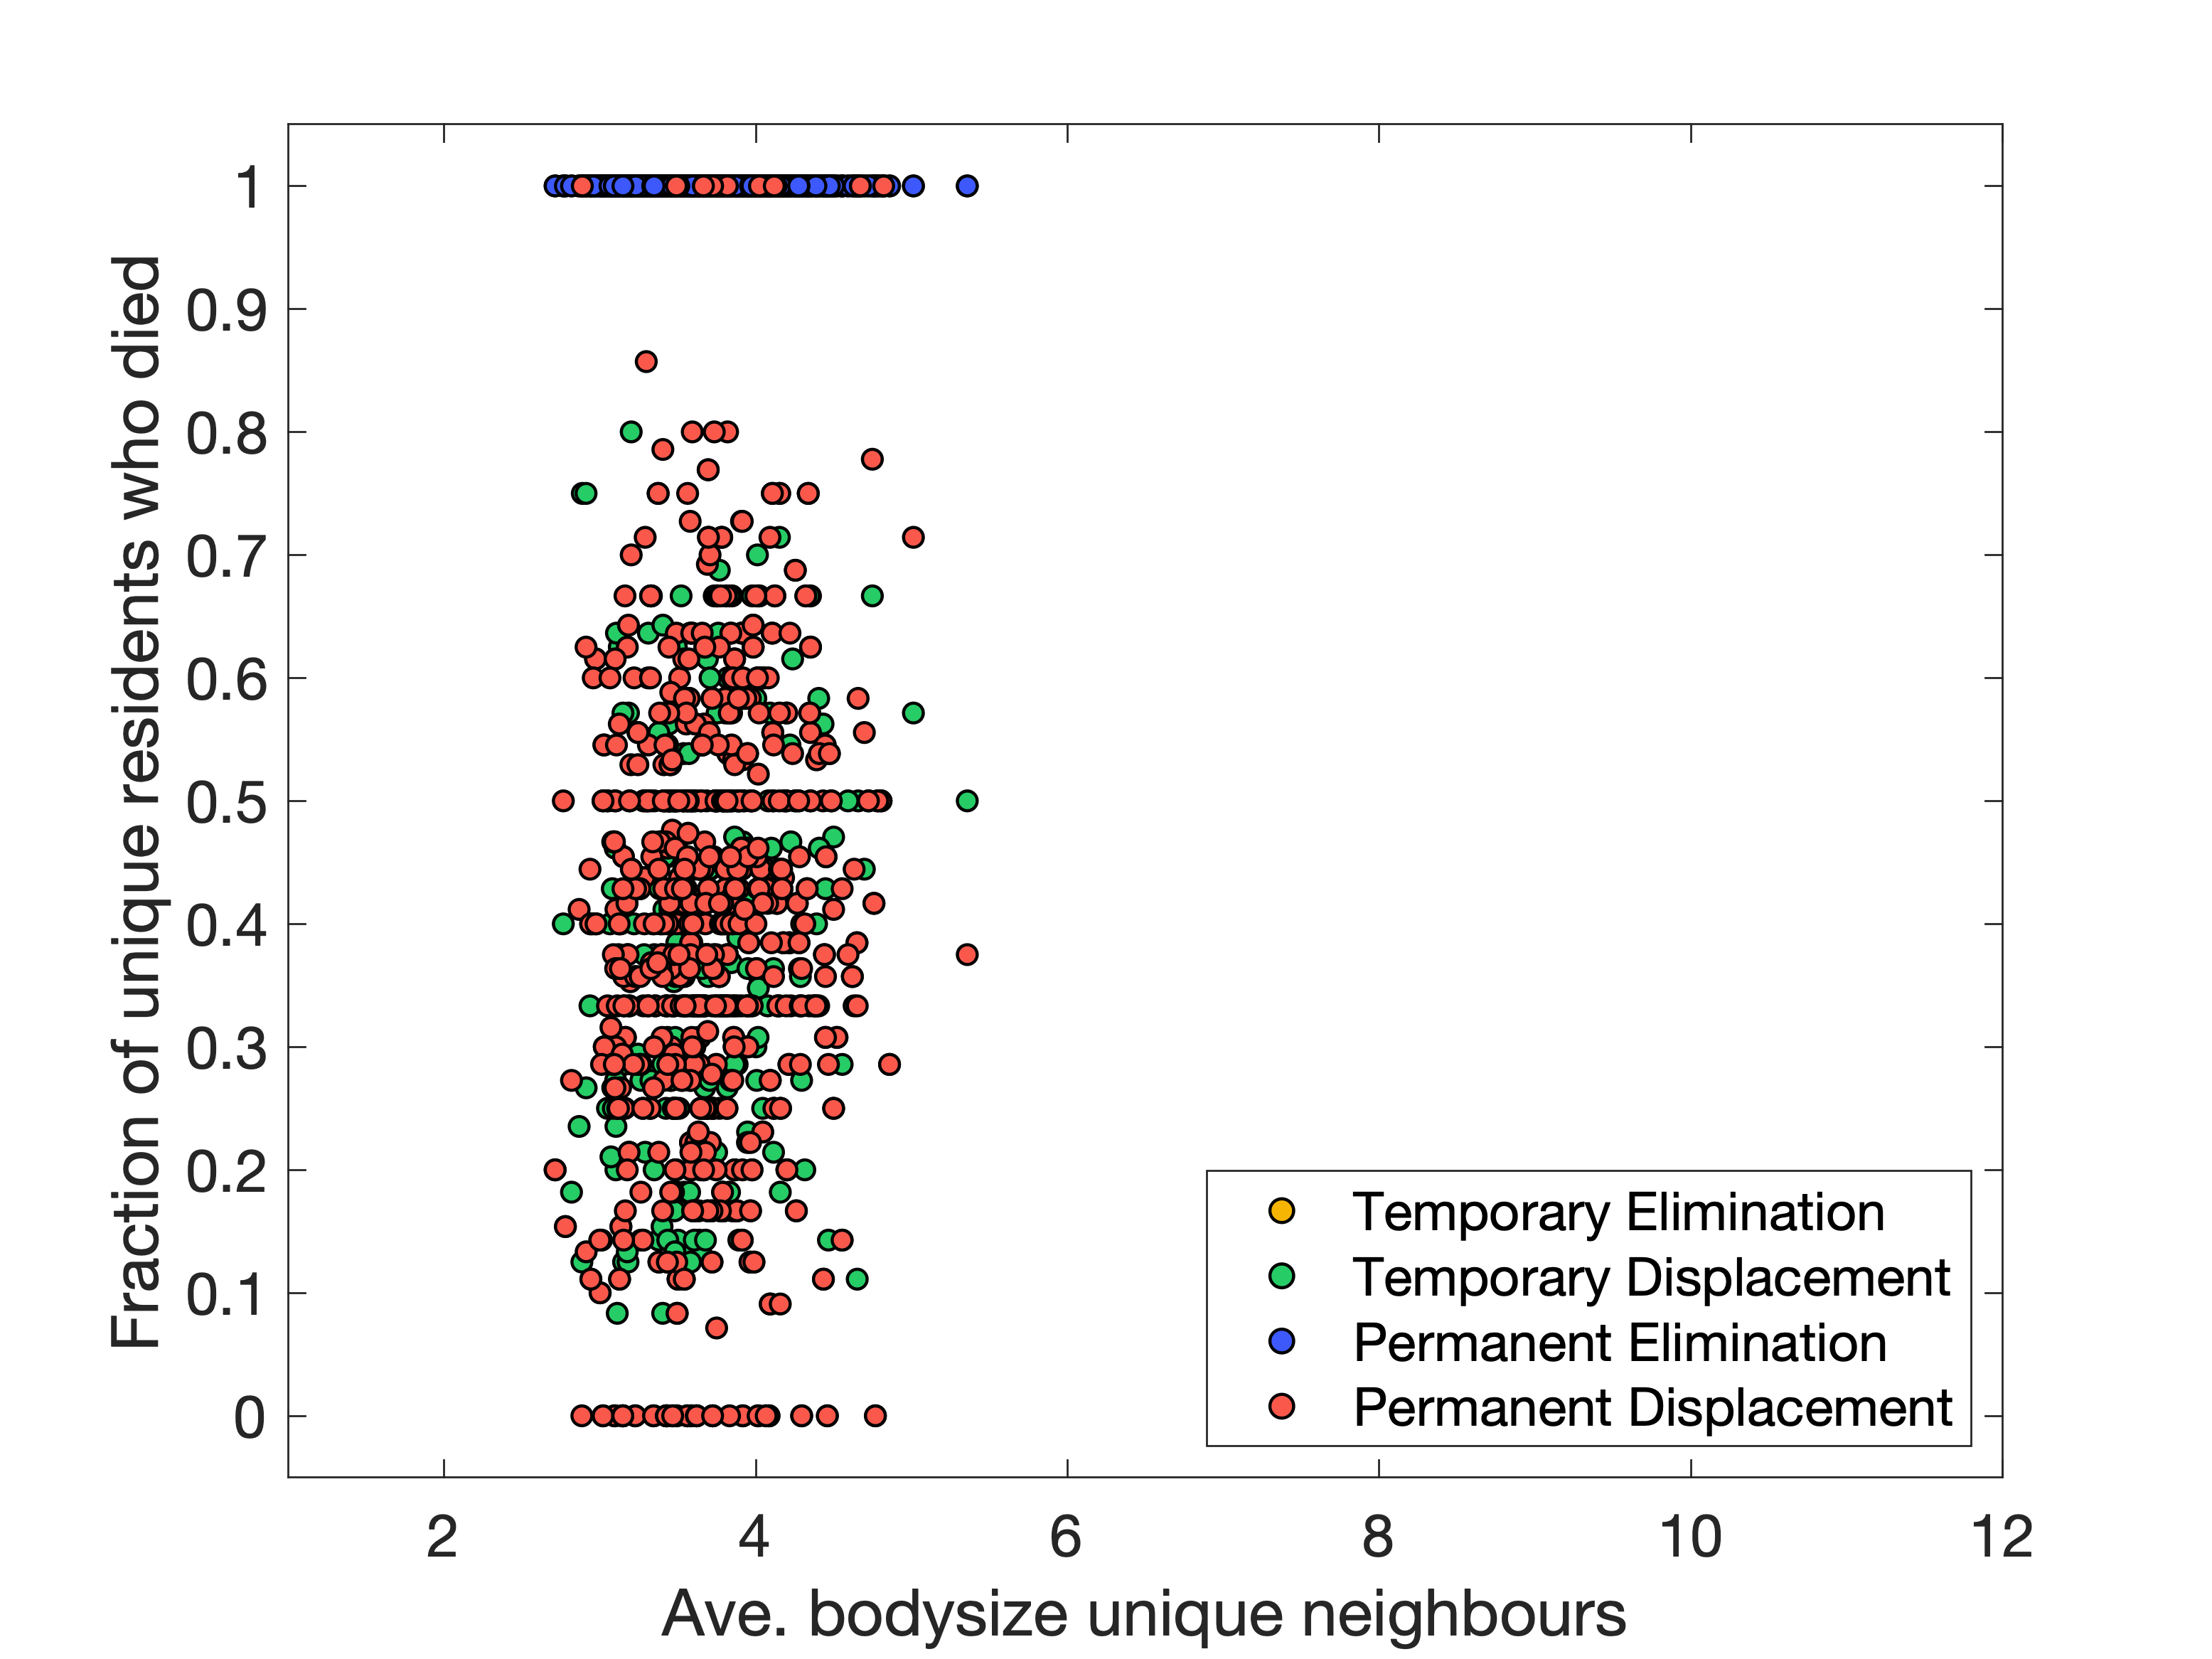 Fraction of unique residents who died
1
0.9
0.8
0.7
0.6
0.5
0.4
0.3
0.2
0.1
0
Temporary Elimination
Temporary Displacement
Permanent Elimination
Permanent Displacement
2 4 6 8 10 12
Ave. bodysize unique neighbours